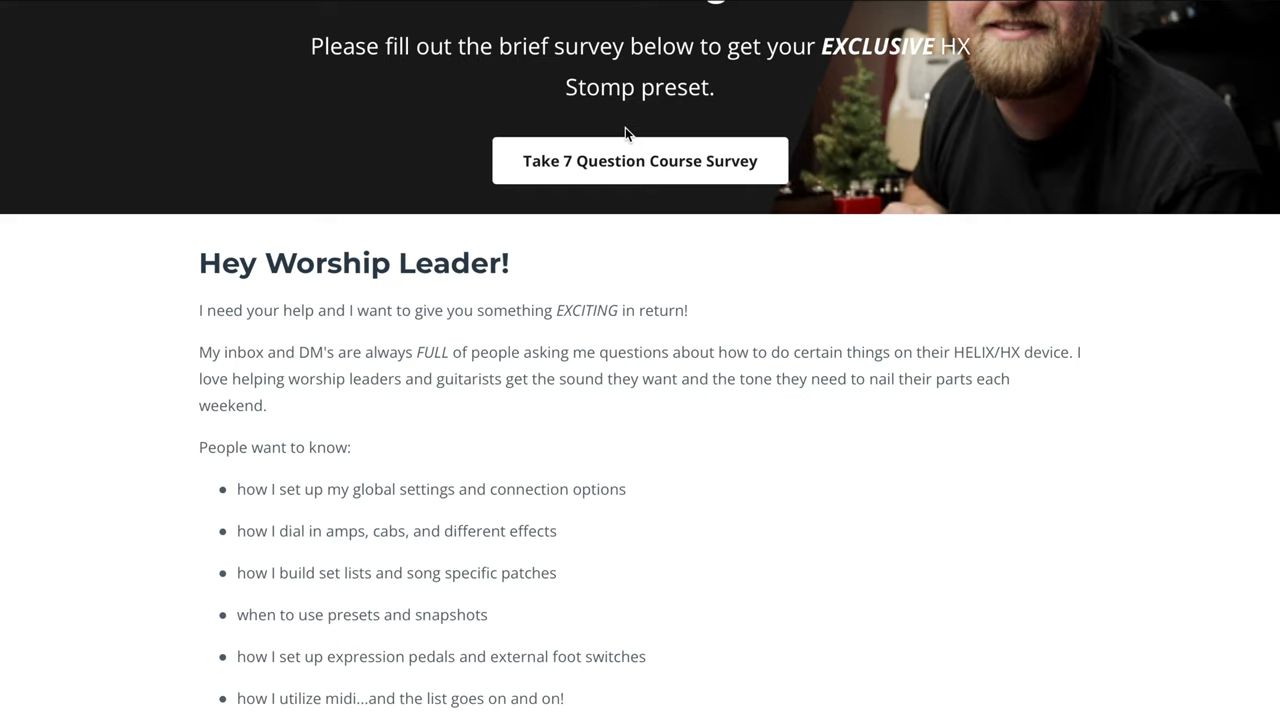 Please fill out the brief survey below to get your EXCLUSIVE HX
Stomp preset.
Take 7 Question Course Survey
Hey Worship Leader!
I need your help and I want to give you something EXCITING in return!
My inbox and DM's are always FULL of people asking me questions about how to do certain things on their HELIX/HX device. I
love helping worship leaders and guitarists get the sound they want and the tone they need to nail their parts each
weekend.
People want to know:
● how I set up my global settings and connection options
● how I dial in amps, cabs, and different effects
● how I build set lists and song specific patches
● when to use presets and snapshots
● how I set up expression pedals and external foot switches
● how I utilize midi...and the list goes on and on!